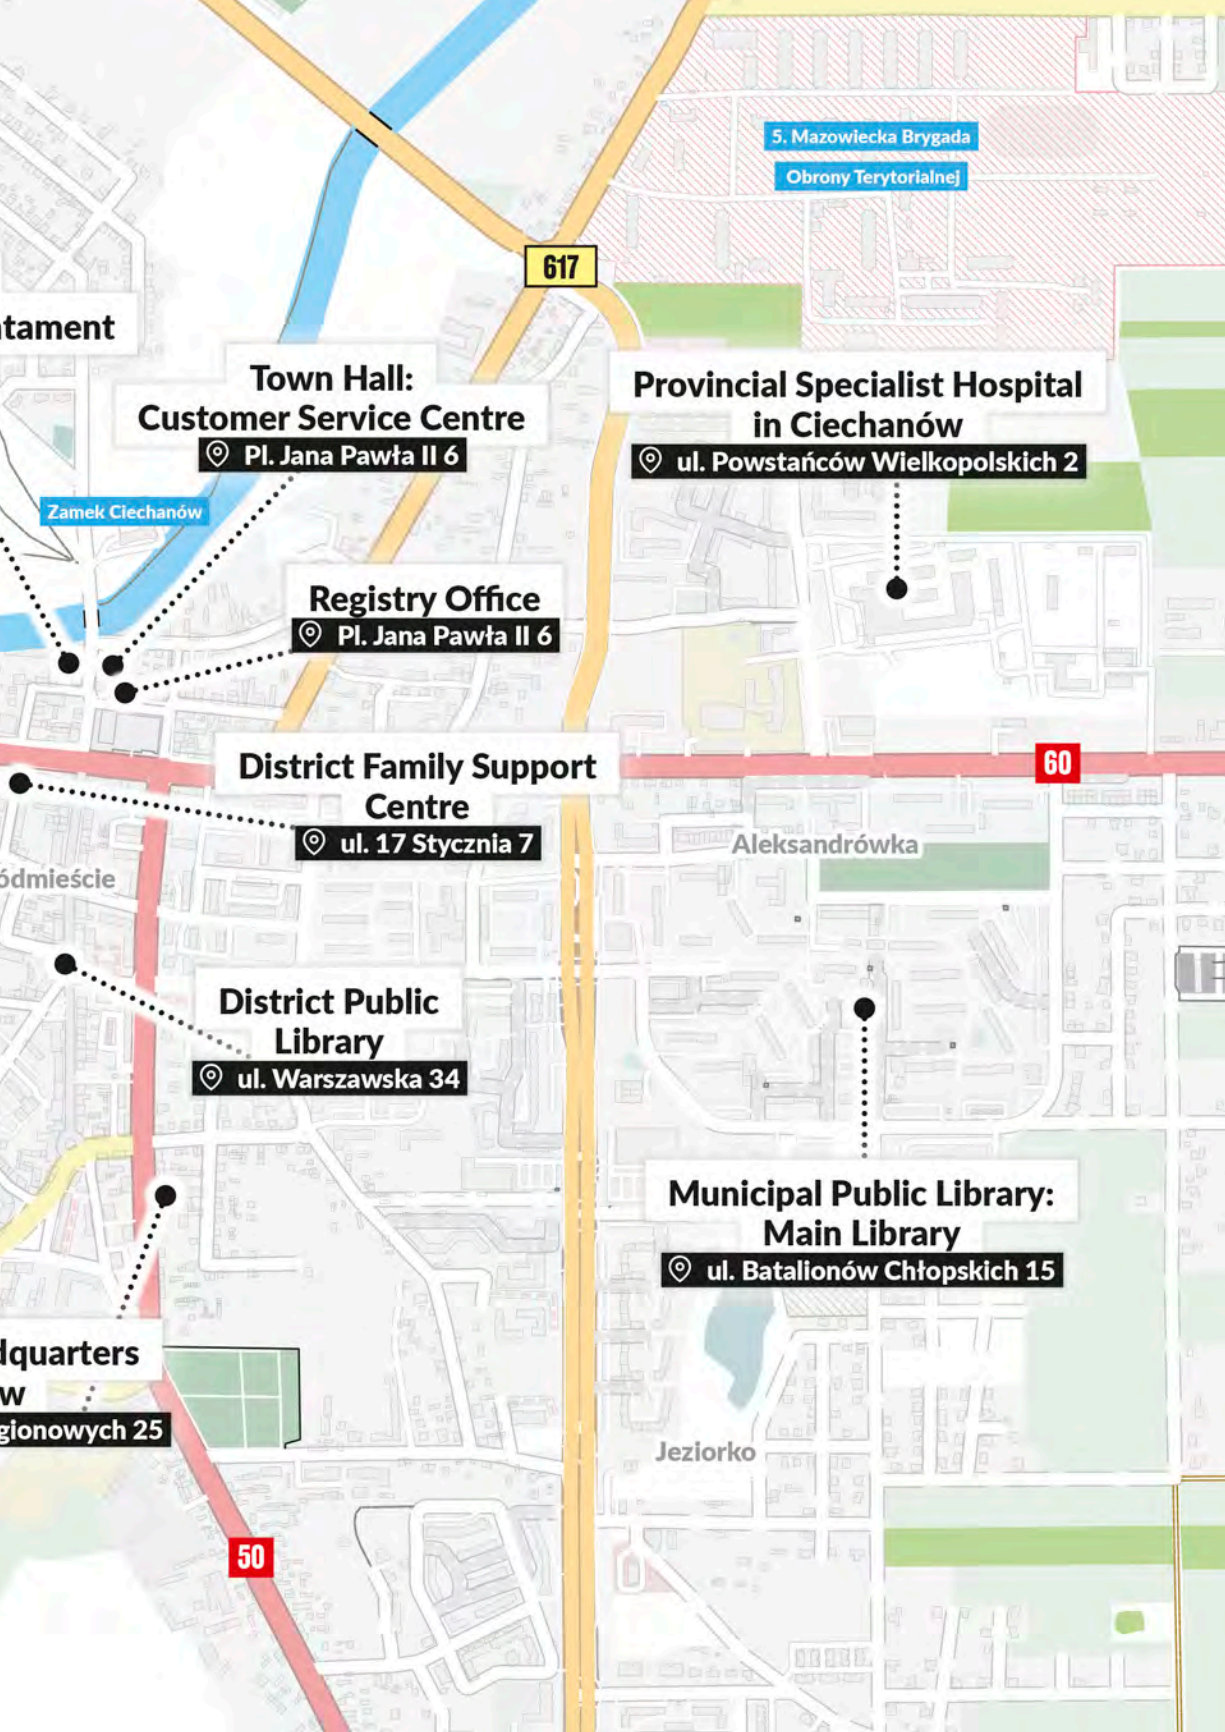 5. Mazowiecka Brygada
Obrony Terytorialnej
617
Town Hall:
Customer Service Centre
Pl. Jana Pawła II 6
Provincial Specialist Hospital
in Ciechanów
ul. Powstańców Wielkopolskich 2
Zamek Ciechanów
Registry Office
Pl. Jana Pawła II 6
District Family Support
Centre
ul. 17 Stycznia 7
60
Aleksandrówka
ódmieście
District Public
Library
ul. Warszawska 34
Municipal Public Library:
Main Library
ul. Batalionów Chłopskich 15
dquarters
w
gionowych 25
Jeziorko
50